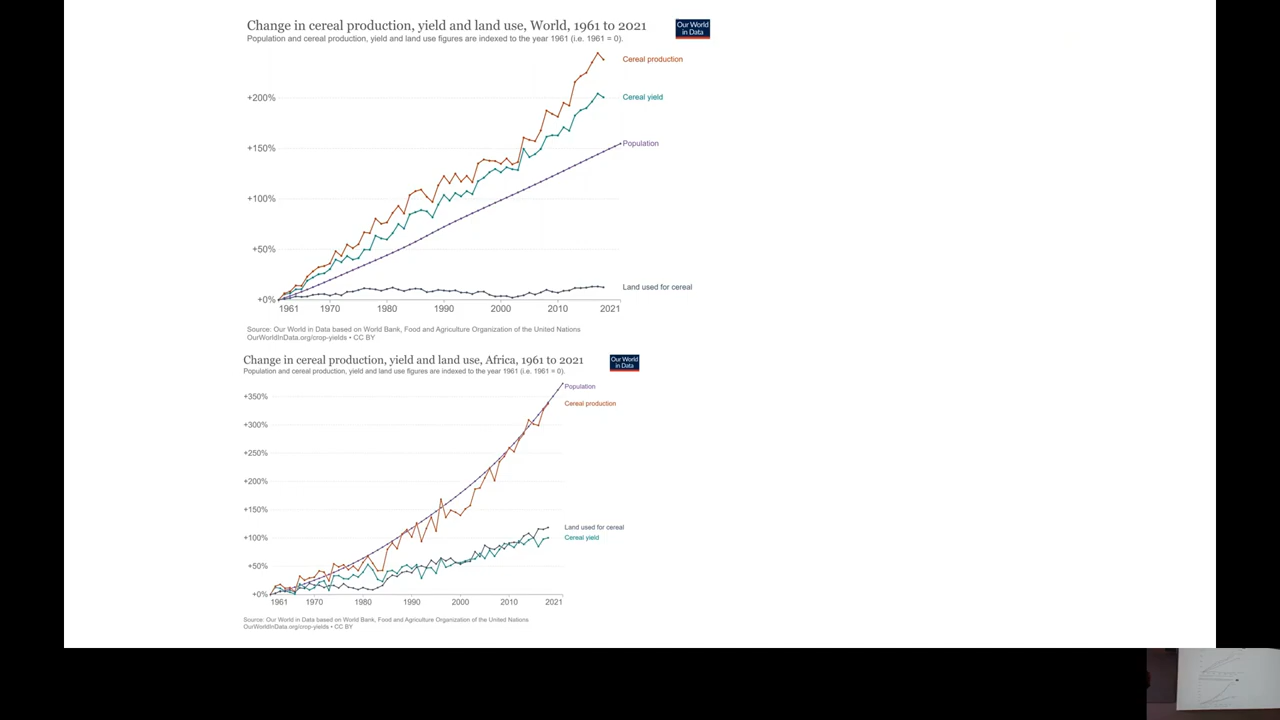 Change in cereal production, yield and land use, World, 1961 to 2021
Our World
in Data
Population and cereal production, yield and land use figures are indexed to the year 1961 (i.e. 1961 = 0).
Cereal production
+200%
Cereal yield
+150%
Population
+100%
+50%
Land used for cereal
+0%
1961 1970 1980 1990 2000 2010 2021
Source: Our World in Data based on World Bank, Food and Agriculture Organization of the United Nations
OurWorldInData.org/crop-yields • CC BY
Change in cereal production, yield and land use, Africa, 1961 to 2021
Our World
in Data
Population and cereal production, yield and land use figures are indexed to the year 1961 (i.e. 1961 = 0).
Population
+350%
Cereal production
+300%
+250%
+200%
+150%
Land used for cereal
+100%
Cereal yield
+50%
+0%
1961 1970 1980 1990 2000 2010 2021
Source: Our World in Data based on World Bank, Food and Agriculture Organization of the United Nations
OurWorldInData.org/crop-yields • CC BY